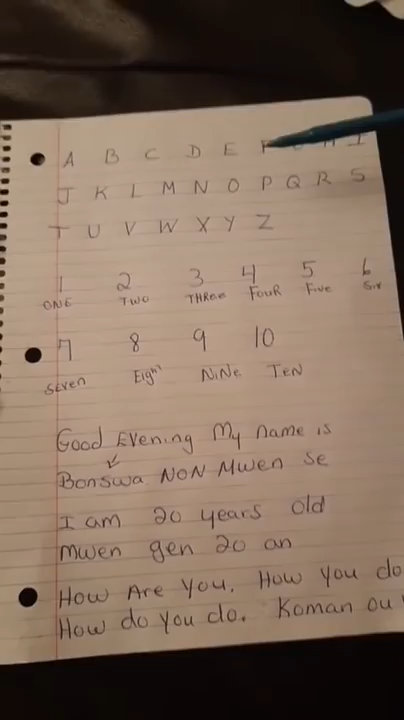 A B C D E F H I
J K L M N O P Q R S
T U V W X Y Z
1 2 3 4 5 6
ONE TWO THREE FOUR FIVE Six
7 8 9 10
Seven Eight NiNe TeN
Good Evening My name is
Bonswa NON Mwen se
I am 20 years old
Mwen gen 20 an
How Are You. How You do
How do You do. Koman ou